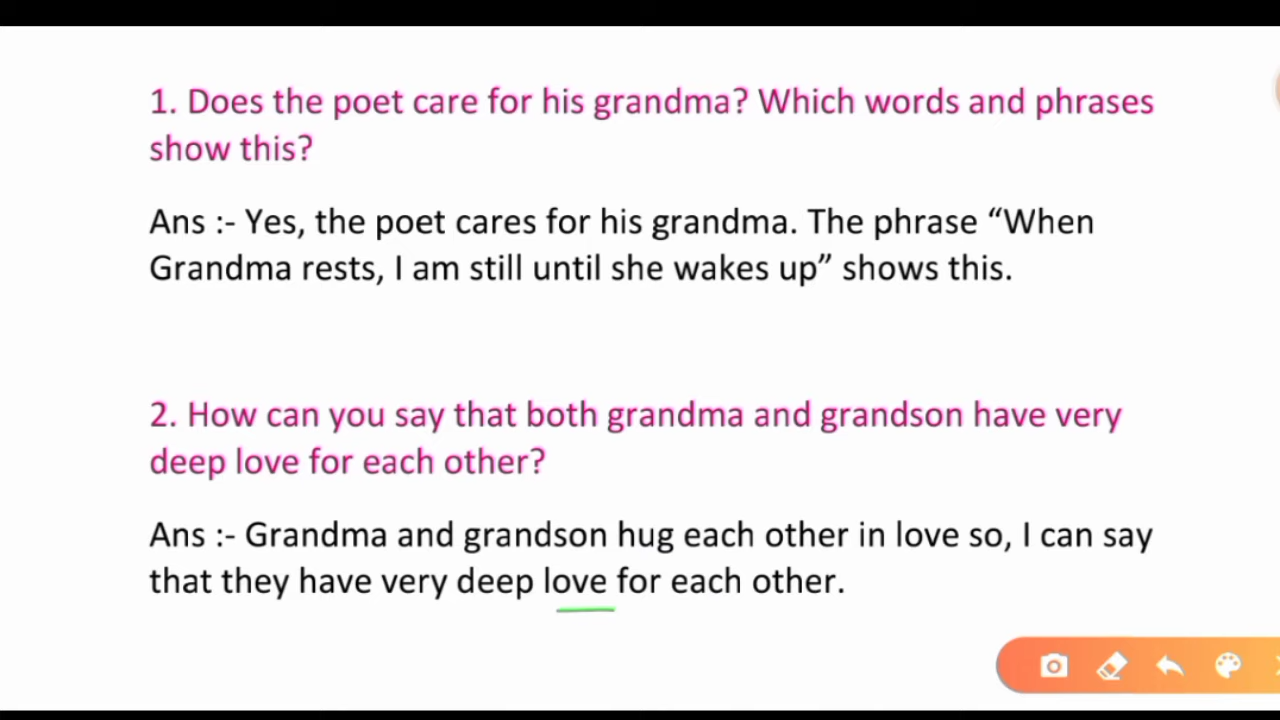 1. Does the poet care for his grandma? Which words and phrases
show this?
Ans :- Yes, the poet cares for his grandma. The phrase “When
Grandma rests, I am still until she wakes up” shows this.
2. How can you say that both grandma and grandson have very
deep love for each other?
Ans :- Grandma and grandson hug each other in love so, I can say
that they have very deep love for each other.